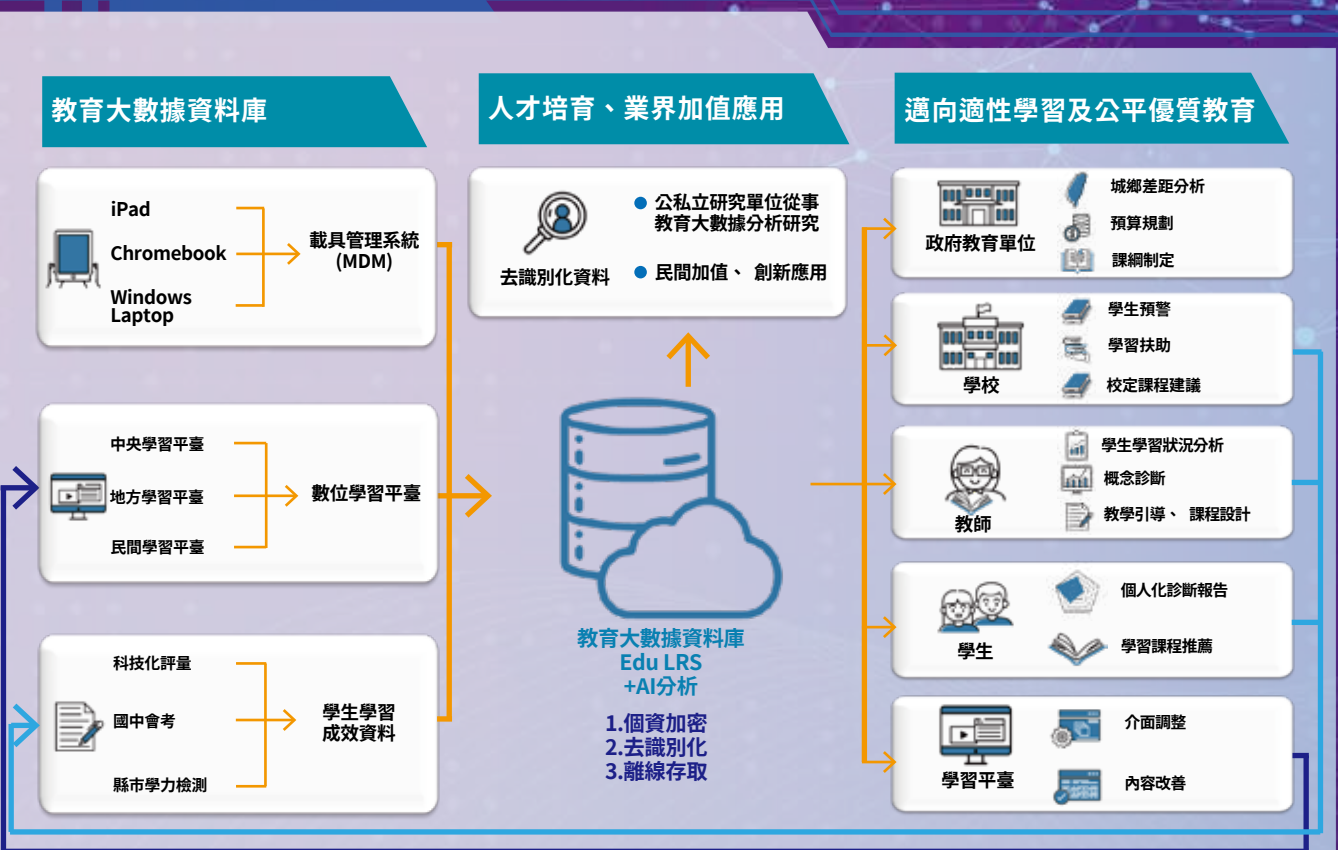 教育大數據資料庫
iPad
Chromebook
Windows
Laptop
載具管理系統
(MDM)
中央學習平臺
地方學習平臺
民間學習平臺
數位學習平臺
科技化評量
國中會考
縣市學力檢測
學生學習
成效資料
人才培育、業界加值應用
去識別化資料
公私立研究單位從事
教育大數據分析研究
民間加值、 創新應用
教育大數據資料庫
Edu LRS
+AI分析
1.個資加密
2.去識別化
3.離線存取
邁向適性學習及公平優質教育
政府教育單位
城鄉差距分析
預算規劃
課綱制定
學校
學生預警
學習扶助
校定課程建議
教師
學生學習狀況分析
概念診斷
教學引導、 課程設計
學生
個人化診斷報告
學習課程推薦
學習平臺
介面調整
內容改善